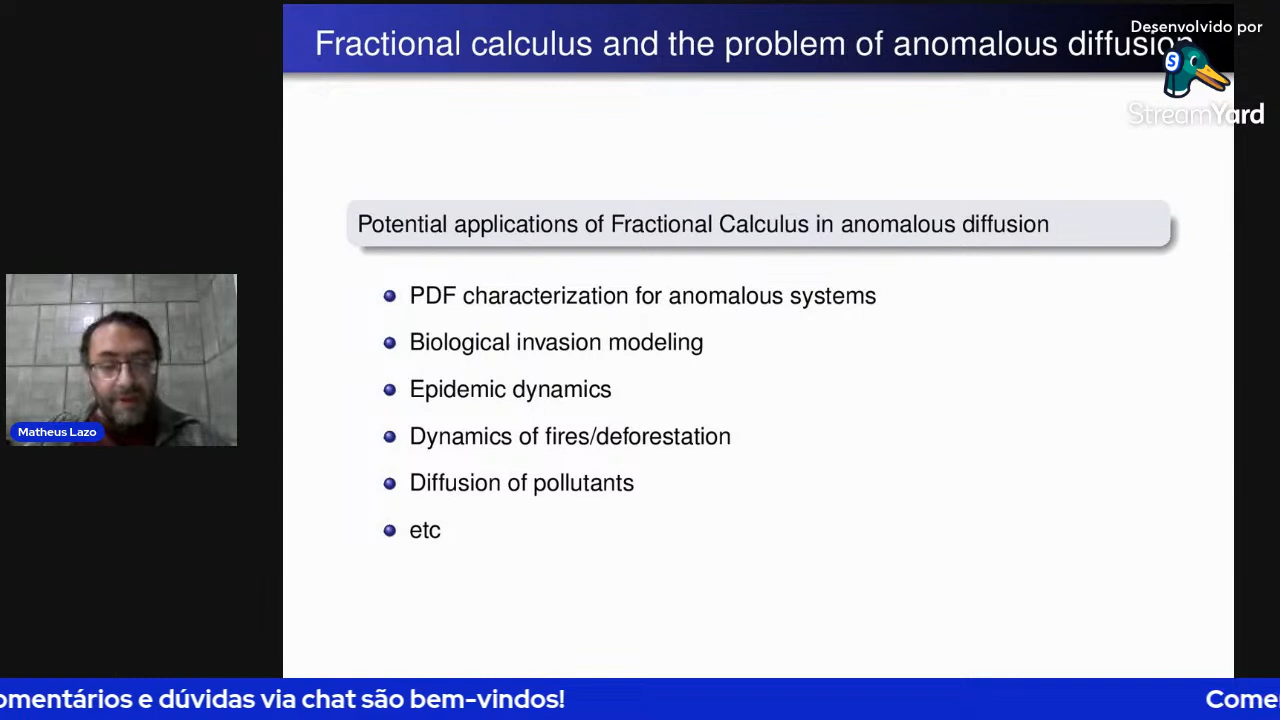 Fractional calculus and the problem of anomalous diffusion
Desenvolvido por
StreamYard
Potential applications of Fractional Calculus in anomalous diffusion
PDF characterization for anomalous systems
Biological invasion modeling
Epidemic dynamics
Dynamics of fires/deforestation
Diffusion of pollutants
etc
Matheus Lazo
omentários e dúvidas via chat são bem-vindos!
Come